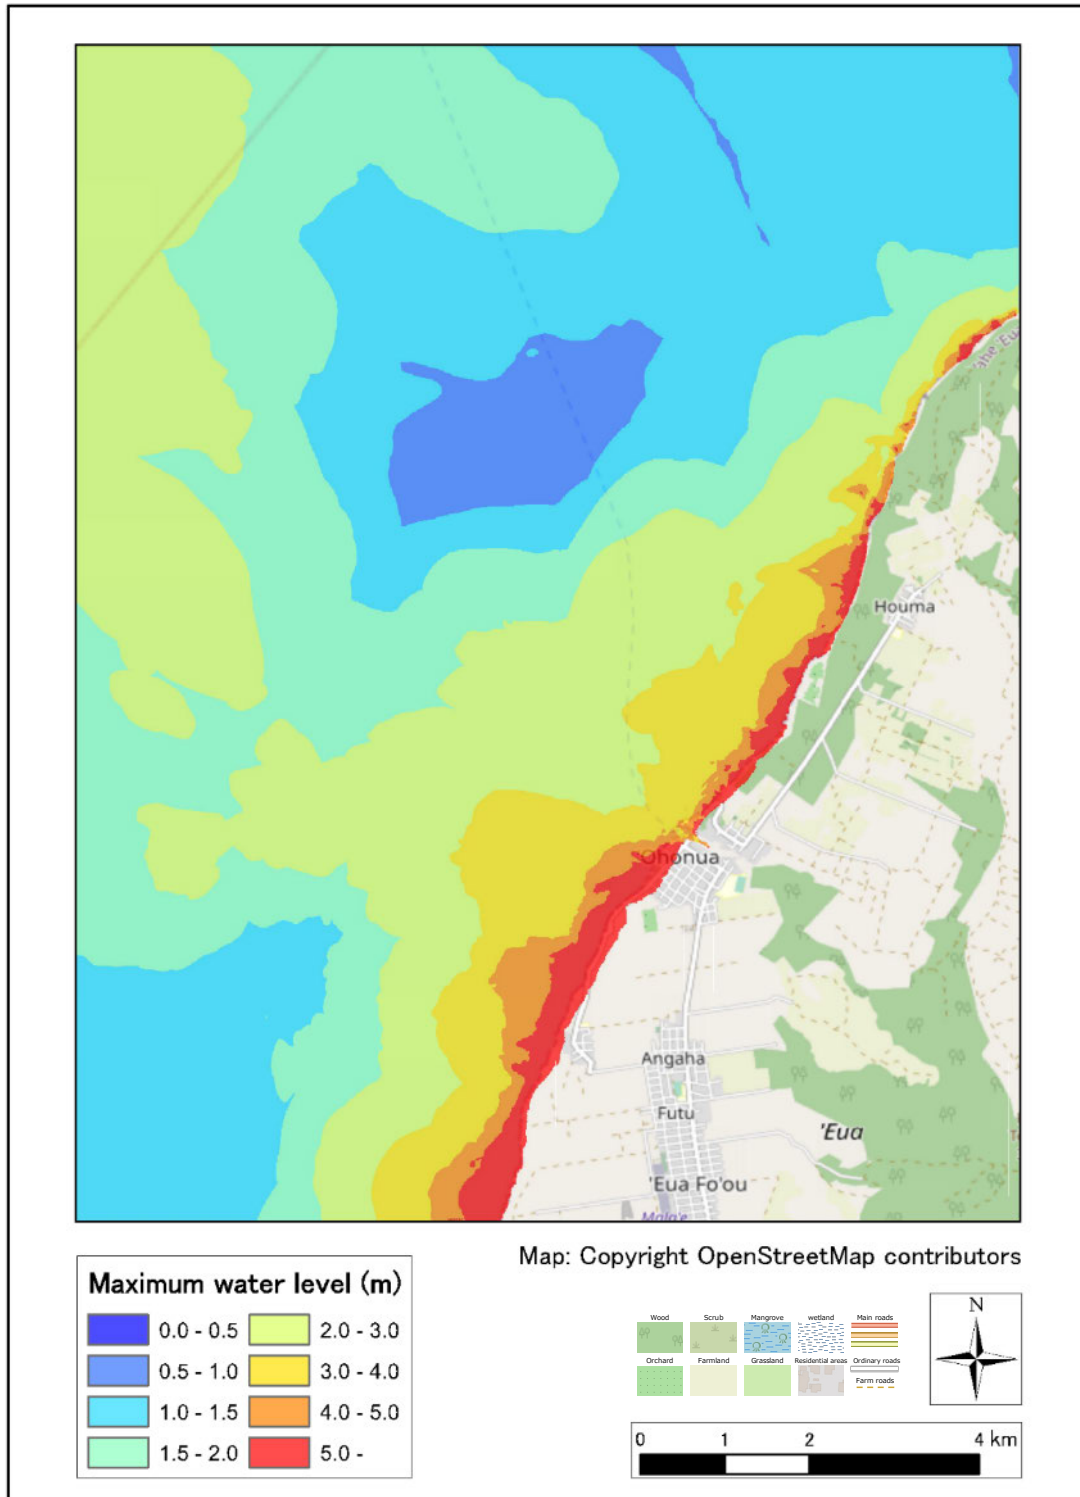 Houma
Ohonua
Angaha
Futu
'Eua
'Eua Fo'ou
Map: Copyright OpenStreetMap contributors
Maximum water level (m)
0.0 - 0.5
2.0 - 3.0
0.5 - 1.0
3.0 - 4.0
1.0 - 1.5
4.0 - 5.0
1.5 - 2.0
5.0 -
Wood
Scrub
Mangrove
wetland
Main roads
Orchard
Farmland
Grassland
Residential areas
Ordinary roads
Farm roads
N
0 1 2 4 km